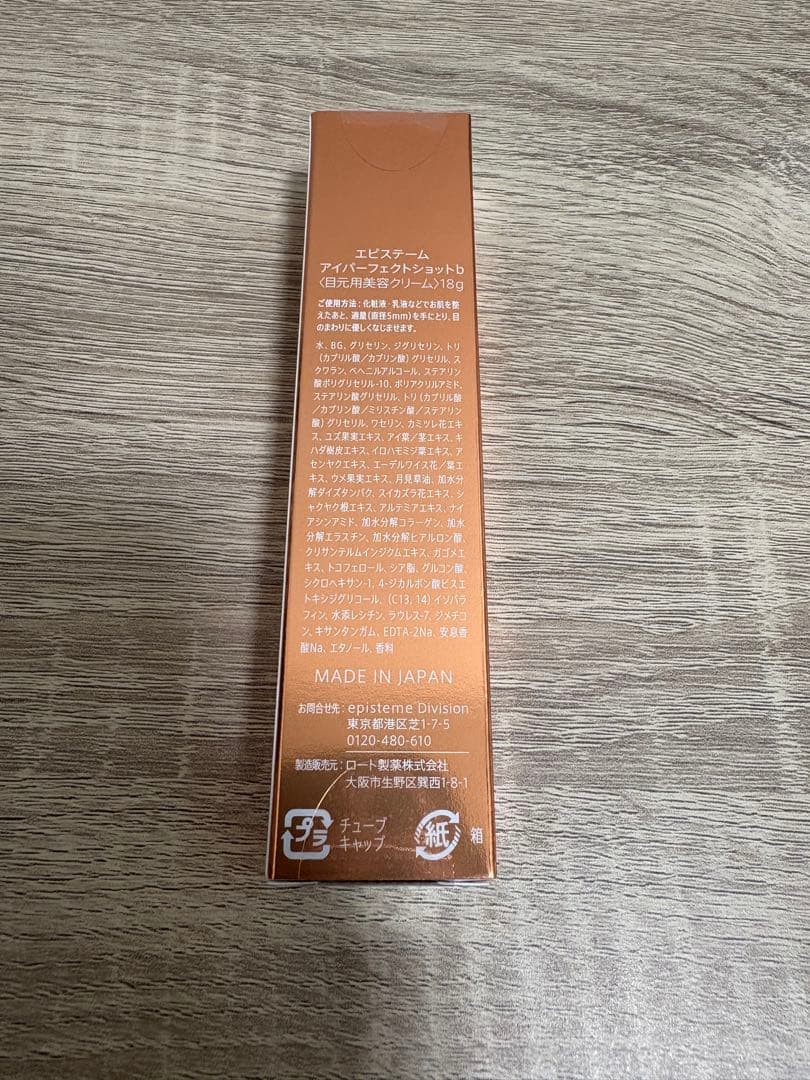 エピステーム
アイパーフェクトショットb
〈目元用美容クリーム〉18g
ご使用方法：化粧液・乳液などでお肌を整
えたあと、適量(直径5mm)を手にとり、目
のまわりに優しくなじませます。
水、BG、グリセリン、ジグリセリン、トリ
(カプリル酸/カプリン酸)グリセリル、ス
クワラン、ベヘニルアルコール、ステアリン
酸ポリグリセリル-10、ポリアクリルアミド、
ステアリン酸グリセリル、トリ(カプリル酸
/カプリン酸/ミリスチン酸/ステアリン
酸)グリセリル、ワセリン、カミツレ花エキ
ス、ユズ果実エキス、アイ葉/茎エキス、キ
ハダ樹皮エキス、イロハモミジ葉エキス、ア
センヤクエキス、エーデルワイス花/葉エ
キス、ウメ果実エキス、月見草油、加水分
解ダイズタンパク、スイカズラ花エキス、シ
ャクヤク根エキス、アルテミアエキス、ナイ
アシンアミド、加水分解コラーゲン、加水
分解エラスチン、加水分解ヒアルロン酸、
クリサンテルムインジクムエキス、ガゴメエ
キス、トコフェロール、シア脂、グルコン酸、
シクロヘキサン-1, 4-ジカルボン酸ビスエ
トキシジグリコール、(C13, 14)イソパラ
フィン、水添レシチン、ラウレス-7、ジメチコ
ン、キサンタンガム、EDTA-2Na、安息香
酸Na、エタノール、香料
MADE IN JAPAN
お問合せ先：episteme Division
東京都港区芝1-7-5
0120-480-610
製造販売元：ロート製薬株式会社
大阪市生野区巽西1-8-1
プラ チューブ
キャップ
紙 箱